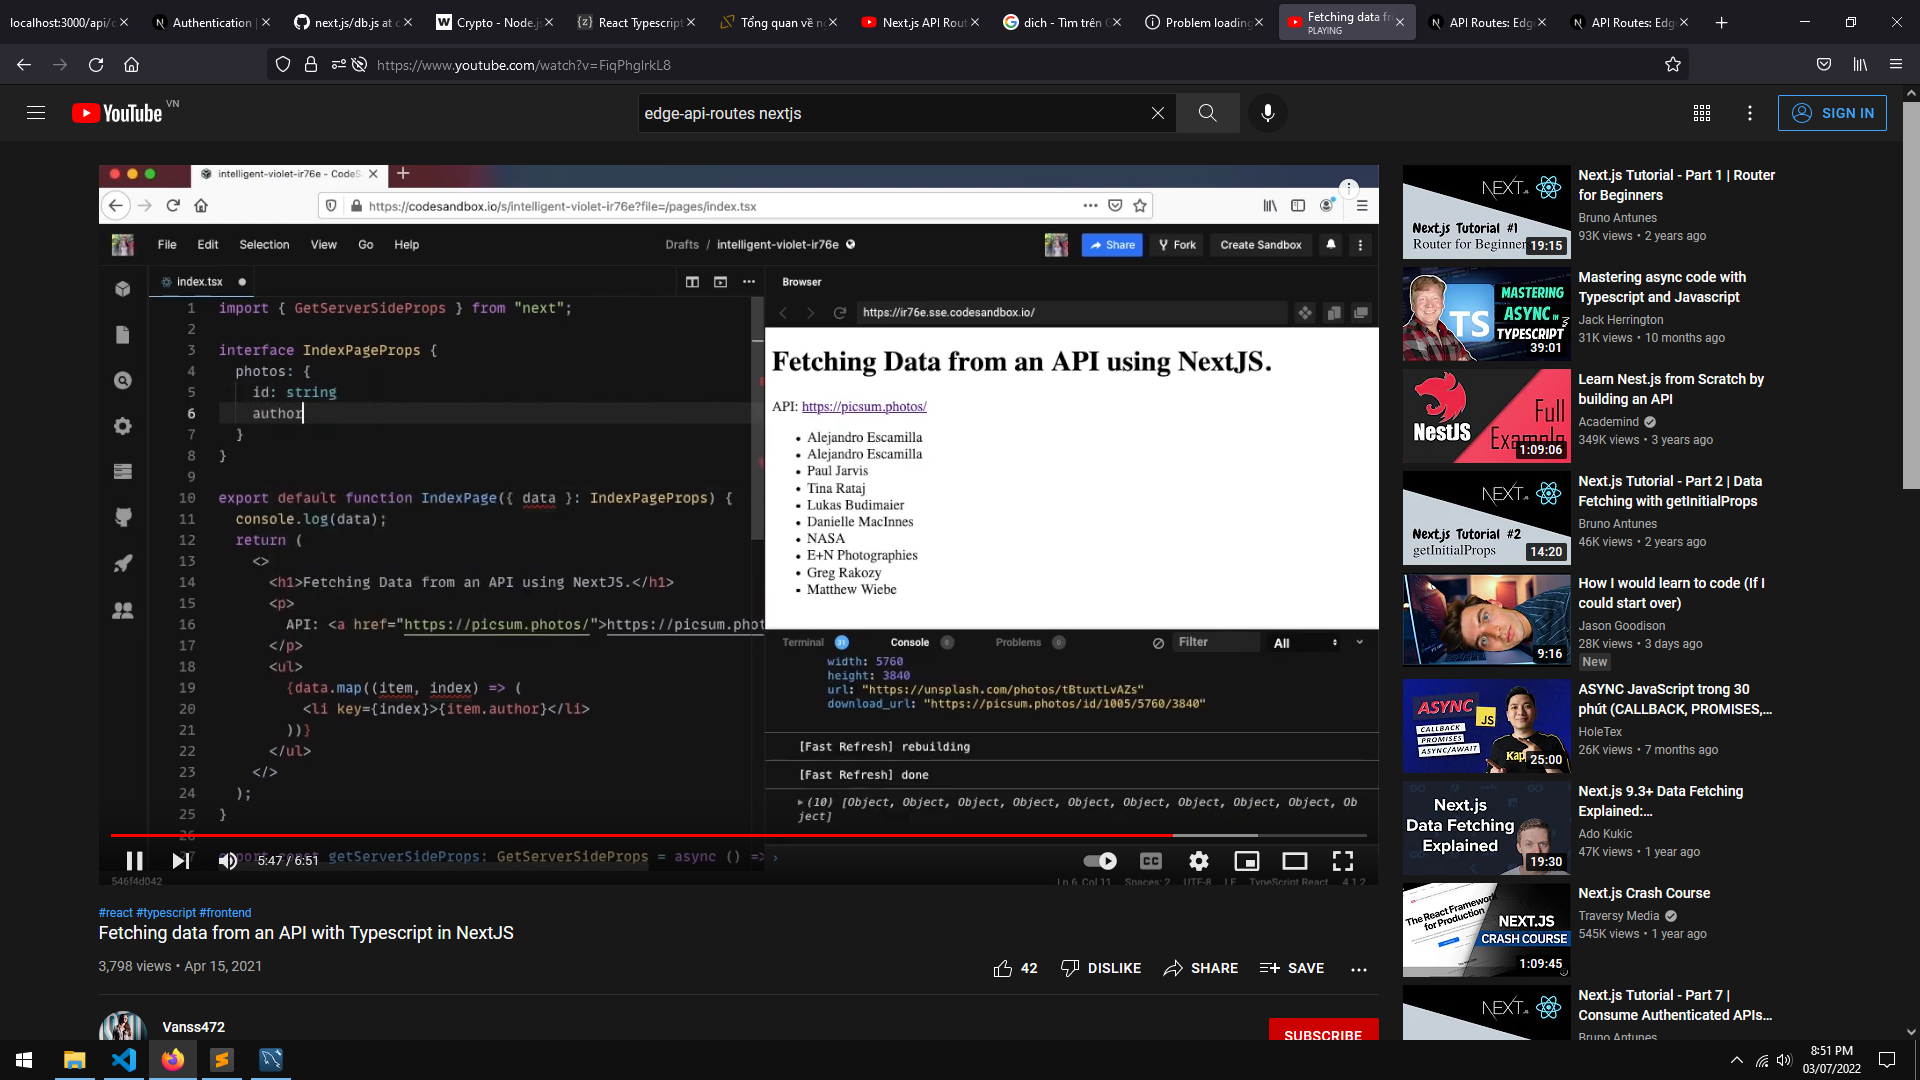 localhost:3000/api/
Authentication
next.js/db.js at
Crypto - Node.js
React Typescript
Tổng quan về
Next.js API Rout
dich - Tìm trên
Problem loading
Fetching data
PLAYING
API Routes: Edg
API Routes: Edg
https://www.youtube.com/watch?v=FiqPhglrkL8
YouTube VN
edge-api-routes nextjs
SIGN IN
intelligent-violet-ir76e - CodeS
https://codesandbox.io/s/intelligent-violet-ir76e?file=/pages/index.tsx
File Edit Selection View Go Help
Drafts / intelligent-violet-ir76e
Share Fork Create Sandbox
index.tsx
1 import { GetServerSideProps } from "next";
2
3 interface IndexPageProps {
4 photos: {
5 id: string
6 author
7 }
8 }
9
10 export default function IndexPage({ data }: IndexPageProps) {
11 console.log(data);
12 return (
13 <>
14 <h1>Fetching Data from an API using NextJS.</h1>
15 <p>
16 API: <a href="https://picsum.photos/">https://picsum.phot
17 </p>
18 <ul>
19 {data.map((item, index) => (
20 <li key={index}>{item.author}</li>
21 ))}
22 </ul>
23 </>
24 );
25 }
26
export const getServerSideProps: GetServerSideProps = async () =>
5:47 / 6:51
546f4d042
Browser
https://ir76e.sse.codesandbox.io/
Fetching Data from an API using NextJS.
API: https://picsum.photos/
• Alejandro Escamilla
• Alejandro Escamilla
• Paul Jarvis
• Tina Rataj
• Lukas Budimaier
• Danielle MacInnes
• NASA
• E+N Photographies
• Greg Rakozy
• Matthew Wiebe
Terminal 31 Console 9 Problems 0 Filter All
width: 5760
height: 3840
url: "https://unsplash.com/photos/tBtuxtLvAZs"
download_url: "https://picsum.photos/id/1005/5760/3840"
[Fast Refresh] rebuilding
[Fast Refresh] done
(10) [Object, Object, Object, Object, Object, Object, Object, Object, Object, Ob
ject]
CC
Ln 6, Col 11 Spaces: 2 UTF-8 LF TypeScript React 4.1.2
#react #typescript #frontend
Fetching data from an API with Typescript in NextJS
3,798 views • Apr 15, 2021
42 DISLIKE SHARE SAVE
Vanss472
SUBSCRIBE
NEXT.JS
Next.js Tutorial #1
Router for Beginner
19:15
Next.js Tutorial - Part 1 | Router
for Beginners
Bruno Antunes
93K views • 2 years ago
MASTERING
ASYNC IN
TYPESCRIPT
TS
39:01
Mastering async code with
Typescript and Javascript
Jack Herrington
31K views • 10 months ago
NestJS
Full
Example
1:09:06
Learn Nest.js from Scratch by
building an API
Academind
349K views • 3 years ago
NEXT.JS
Next.js Tutorial #2
getInitialProps
14:20
Next.js Tutorial - Part 2 | Data
Fetching with getInitialProps
Bruno Antunes
46K views • 2 years ago
9:16
How I would learn to code (If I
could start over)
Jason Goodison
28K views • 3 days ago
New
ASYNC
JS
CALLBACK
PROMISES
ASYNC/AWAIT
25:00
ASYNC JavaScript trong 30
phút (CALLBACK, PROMISES,...
HoleTex
26K views • 7 months ago
Next.js
Data Fetching
Explained
19:30
Next.js 9.3+ Data Fetching
Explained:...
Ado Kukic
47K views • 1 year ago
The React Framework
for Production
NEXT.JS
CRASH COURSE
1:09:45
Next.js Crash Course
Traversy Media
545K views • 1 year ago
NEXT.JS
Next.js Tutorial - Part 7 |
Consume Authenticated APIs...
Bruno Antunes
8:51 PM
03/07/2022